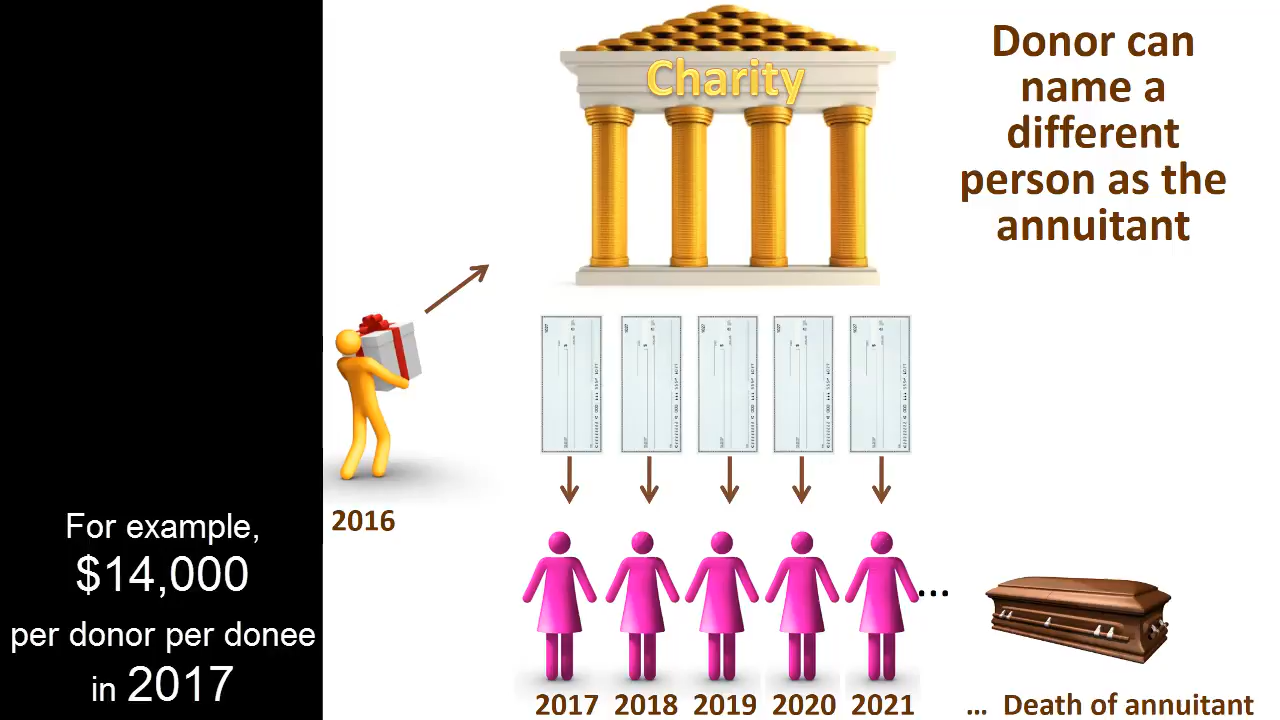 Charity
Donor can
name a
different
person as the
annuitant
2016
For example,
$14,000
per donor per donee
in 2017
2017 2018 2019 2020 2021 ... Death of annuitant
...